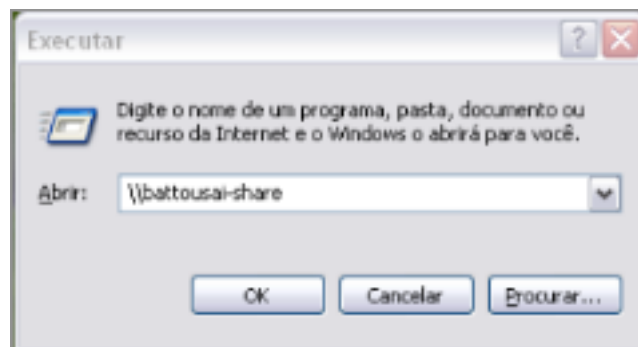 Executar
Digite o nome de um programa, pasta, documento ou
recurso da Internet e o Windows o abrirá para você.
Abrir: \\battousai-share
OK Cancelar Procurar...